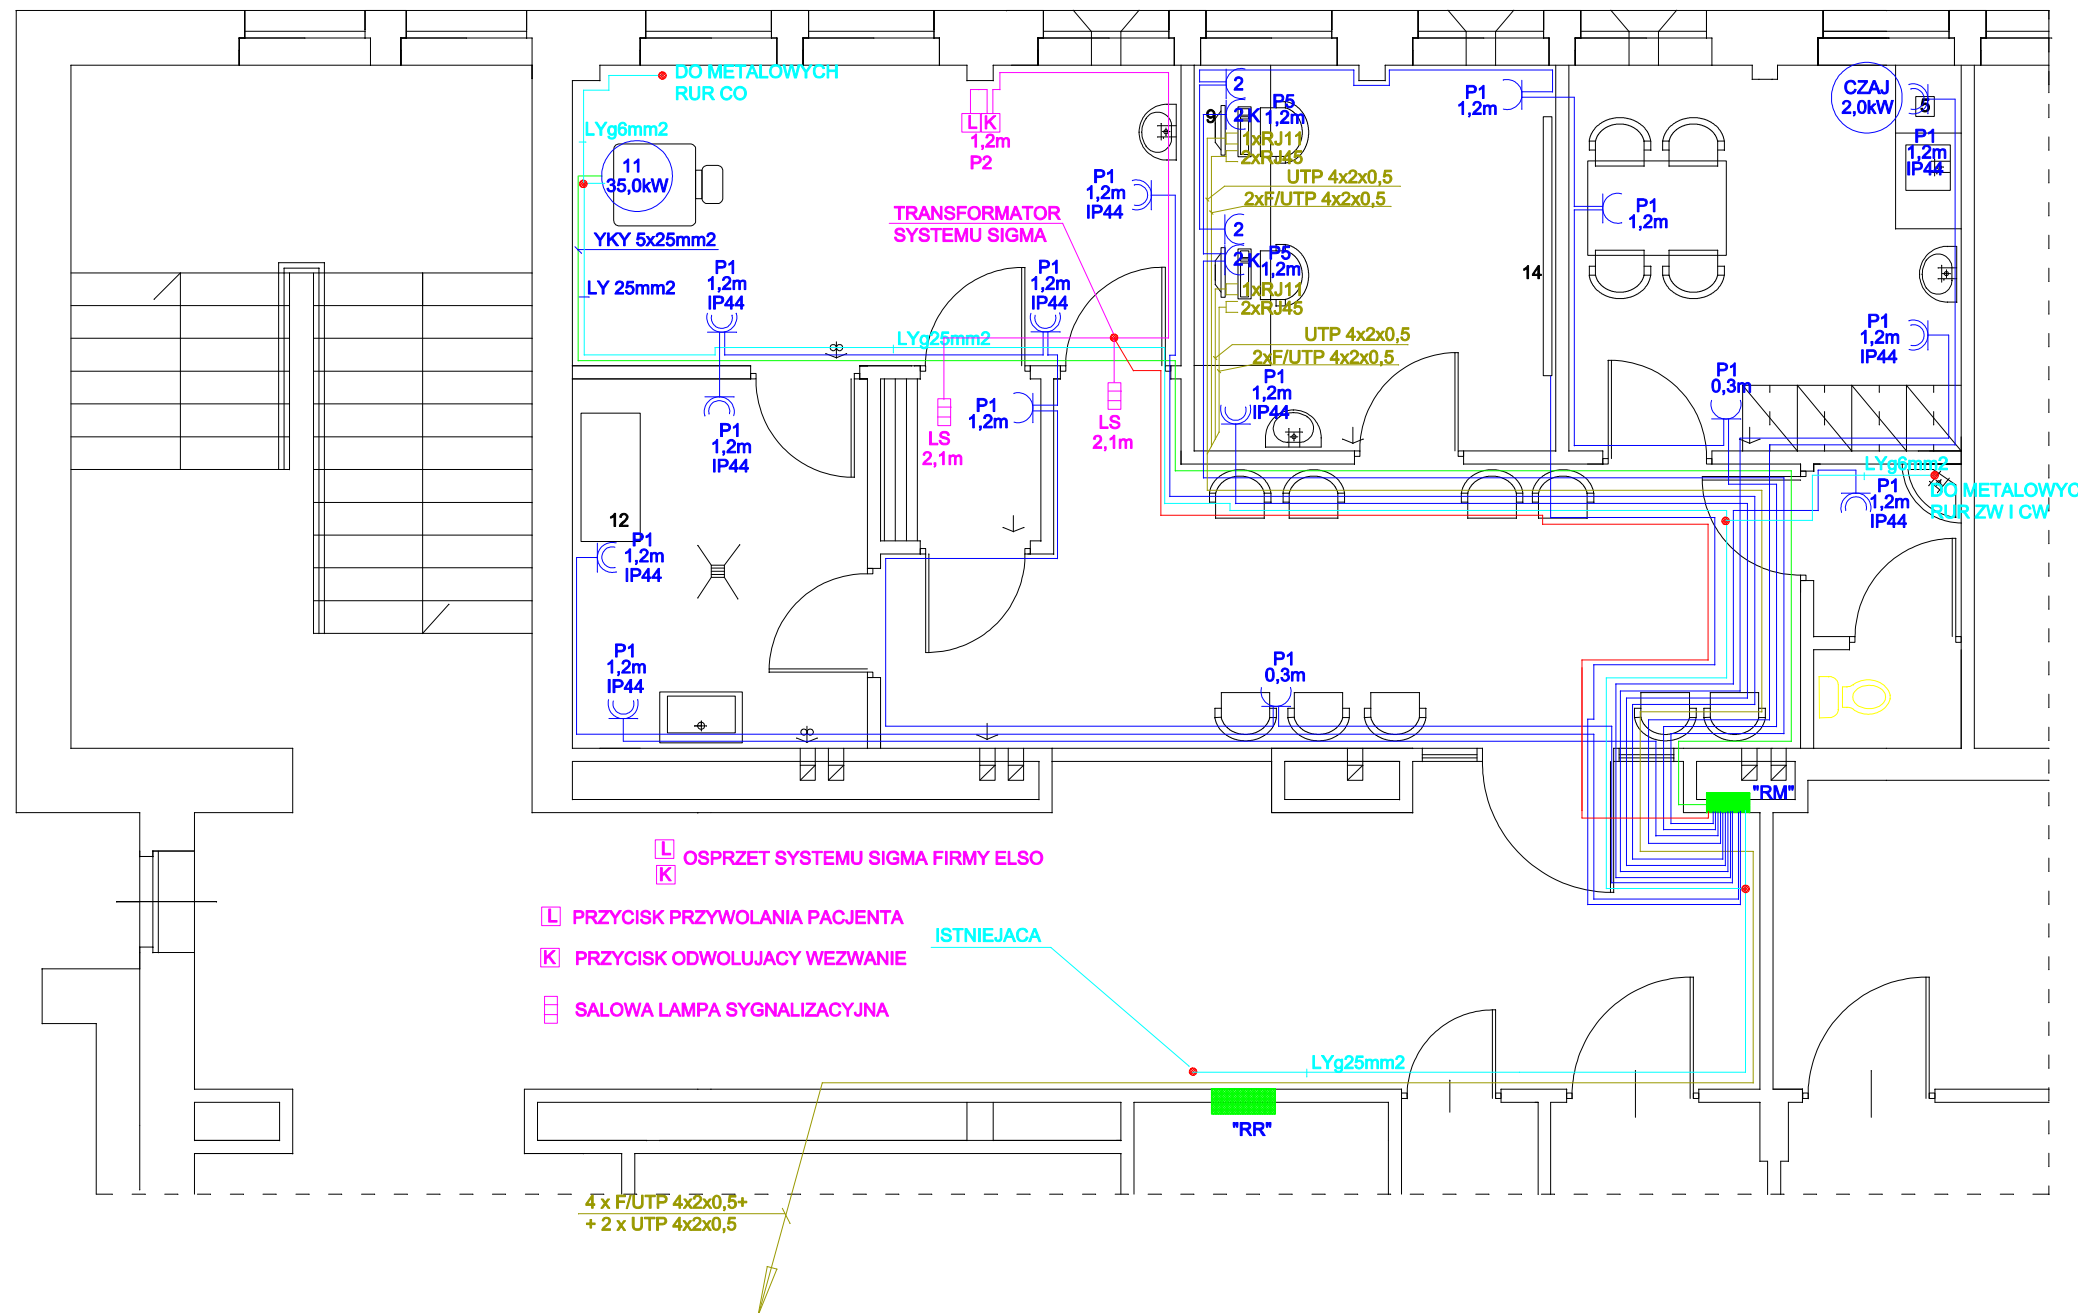 DO METALOWYCH
RUR CO
LYg6mm2
11
35,0kW
YKY 5x25mm2
LY 25mm2
L K
1,2m
P2
TRANSFORMATOR
SYSTEMU SIGMA
P1
1,2m
IP44
P1
1,2m
IP44
P1
1,2m
IP44
LYg25mm2
2
9
2 K
P5
1,2m
1xRJ11
2xRJ45
UTP 4x2x0,5
2xF/UTP 4x2x0,5
2
2 K
P5
1,2m
1xRJ11
2xRJ45
UTP 4x2x0,5
2xF/UTP 4x2x0,5
P1
1,2m
IP44
P1
1,2m
14
CZAJ
2,0kW
5
P1
1,2m
IP44
P1
1,2m
P1
1,2m
IP44
P1
0,3m
P1
1,2m
IP44
P1
1,2m
LS
2,1m
LS
2,1m
LYg6mm2
DO METALOWYC
RUR ZW I CW
P1
1,2m
IP44
12
P1
1,2m
IP44
P1
1,2m
IP44
P1
0,3m
"RM"
L
K
OSPRZET SYSTEMU SIGMA FIRMY ELSO
L PRZYCISK PRZYWOLANIA PACJENTA
K PRZYCISK ODWOLUJACY WEZWANIE
SALOWA LAMPA SYGNALIZACYJNA
ISTNIEJACA
LYg25mm2
"RR"
4 x F/UTP 4x2x0,5+
+ 2 x UTP 4x2x0,5